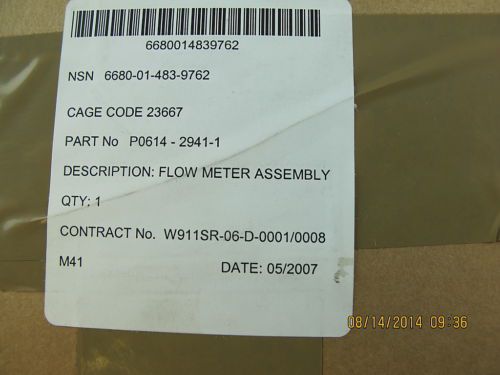 6680014839762
NSN 6680-01-483-9762
CAGE CODE 23667
PART No P0614 - 2941-1
DESCRIPTION: FLOW METER ASSEMBLY
QTY: 1
CONTRACT No. W911SR-06-D-0001/0008
M41 DATE: 05/2007
08/14/2014 09:36